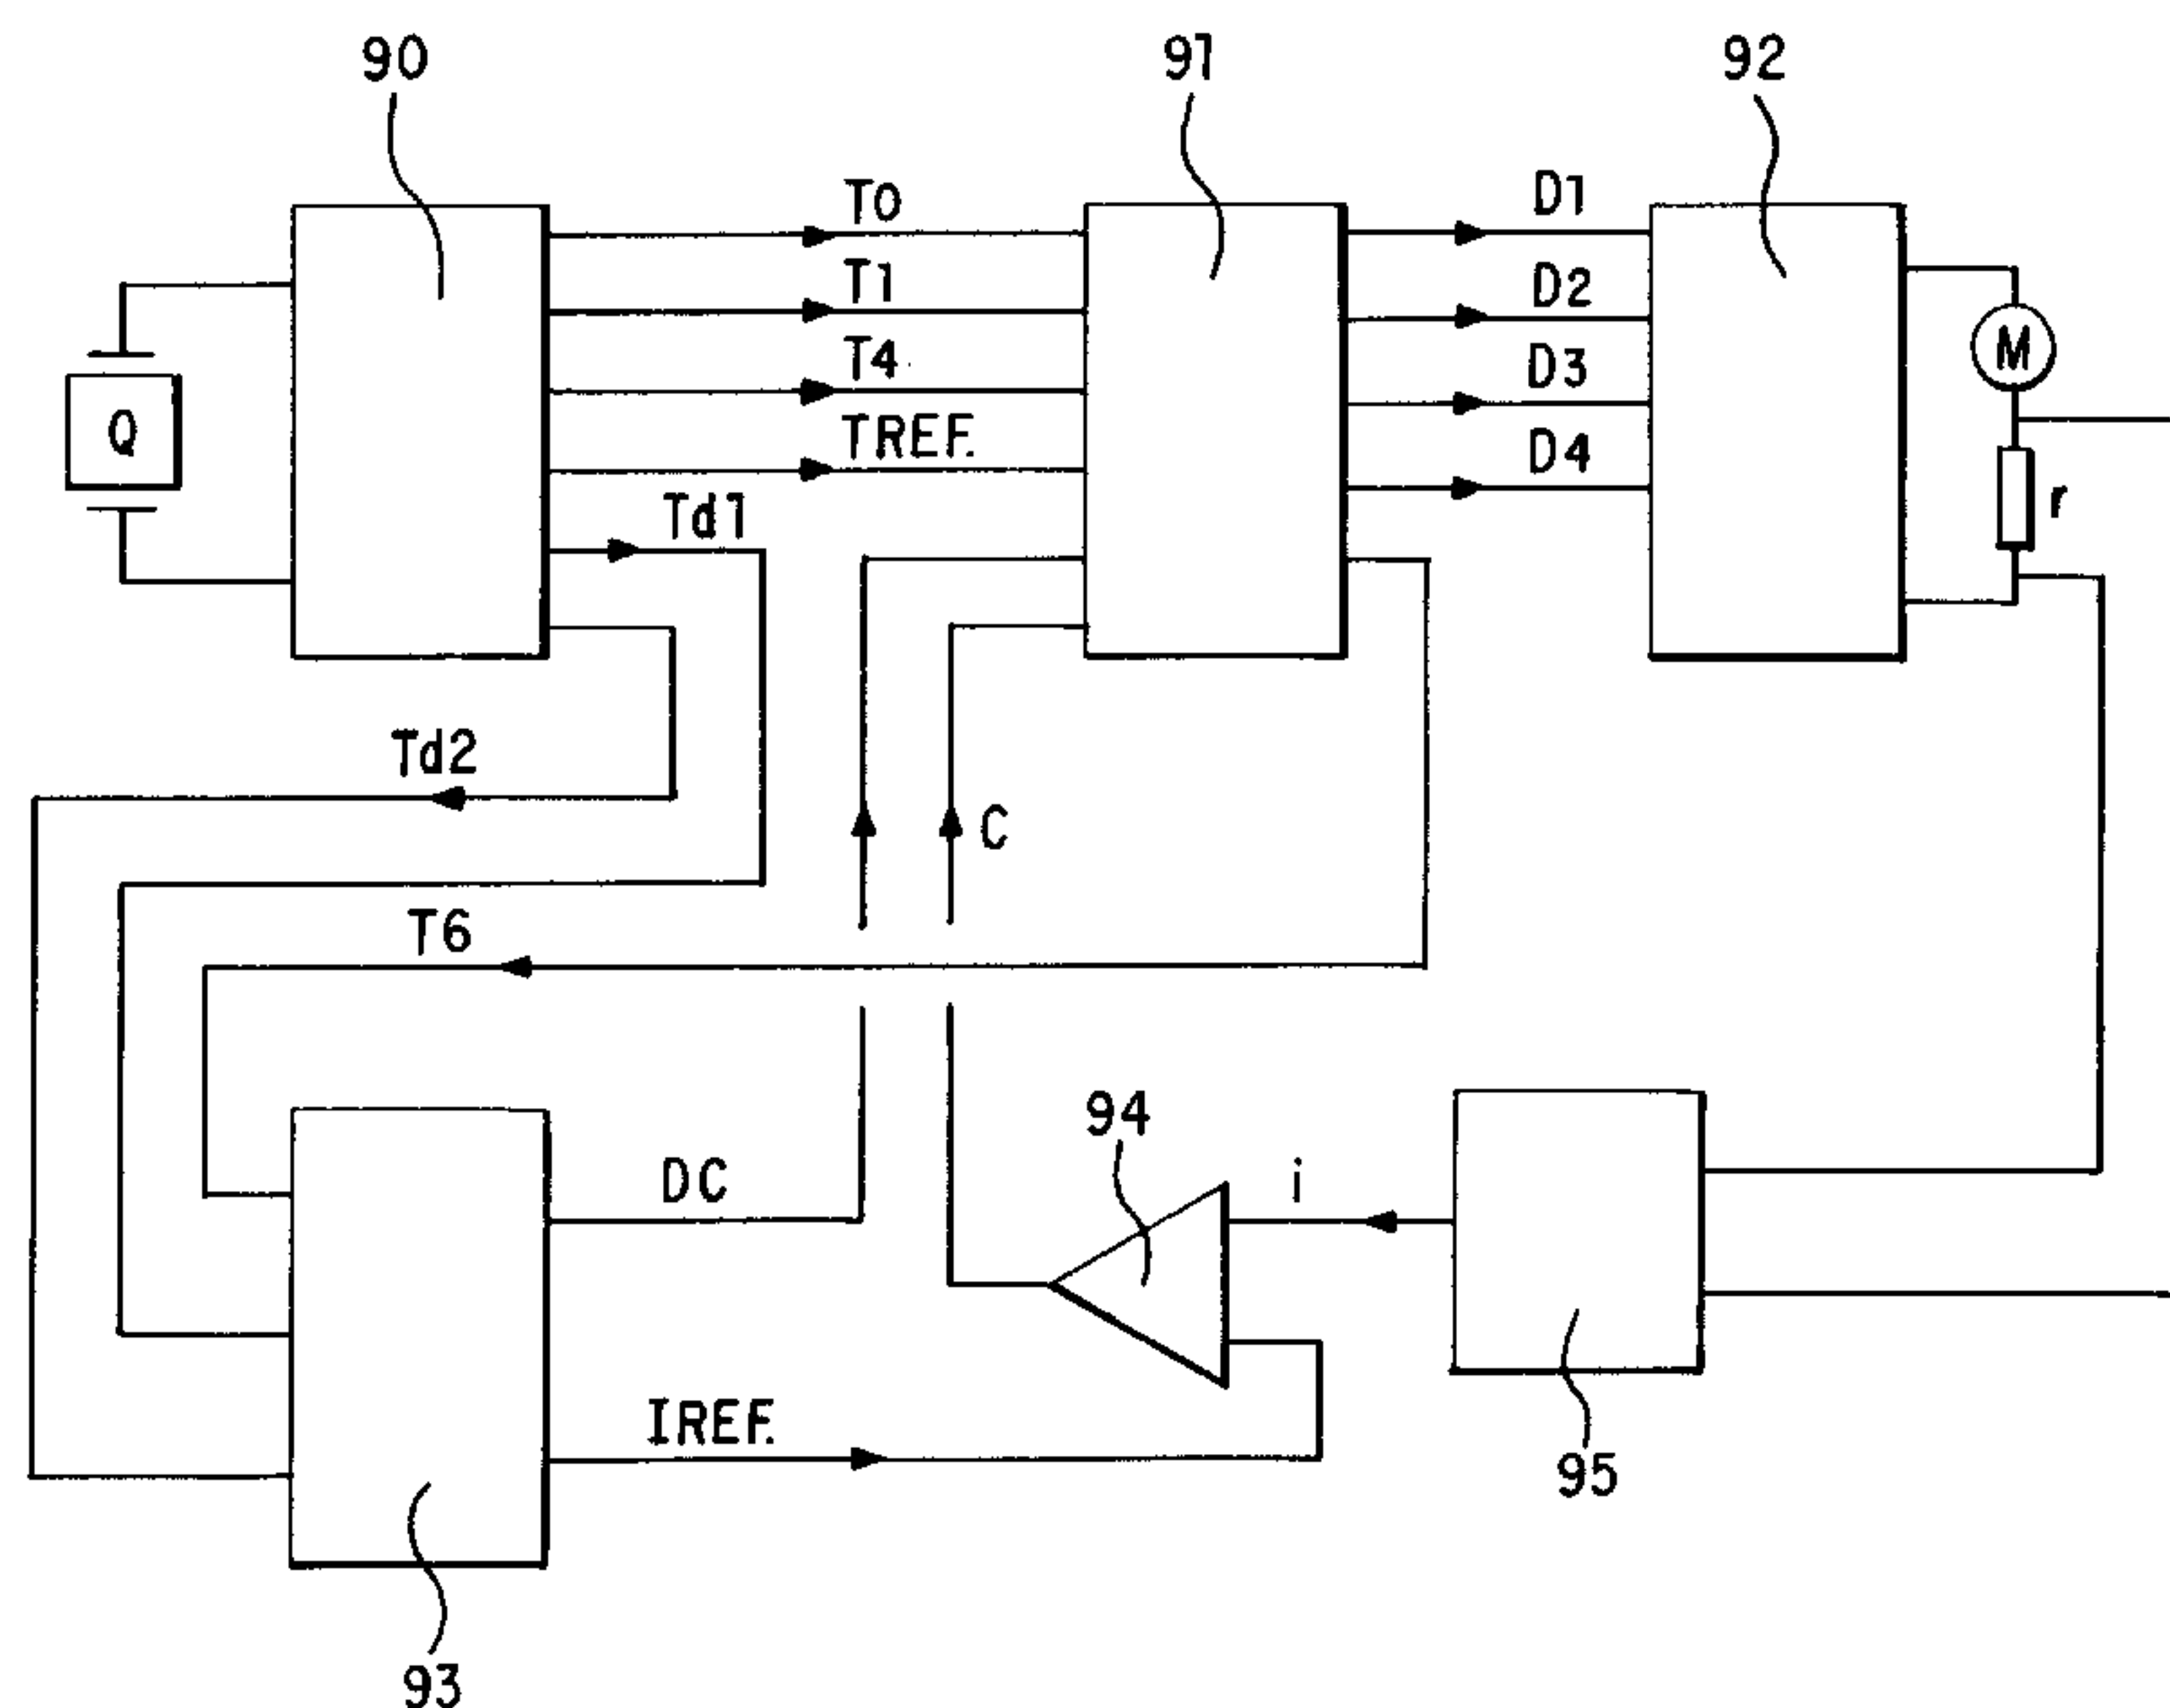 90
91
92
T0
T1
T4
TREF.
Td1
D1
D2
D3
D4
Q
M
r
Td2
C
T6
94
DC
i
IREF.
95
93